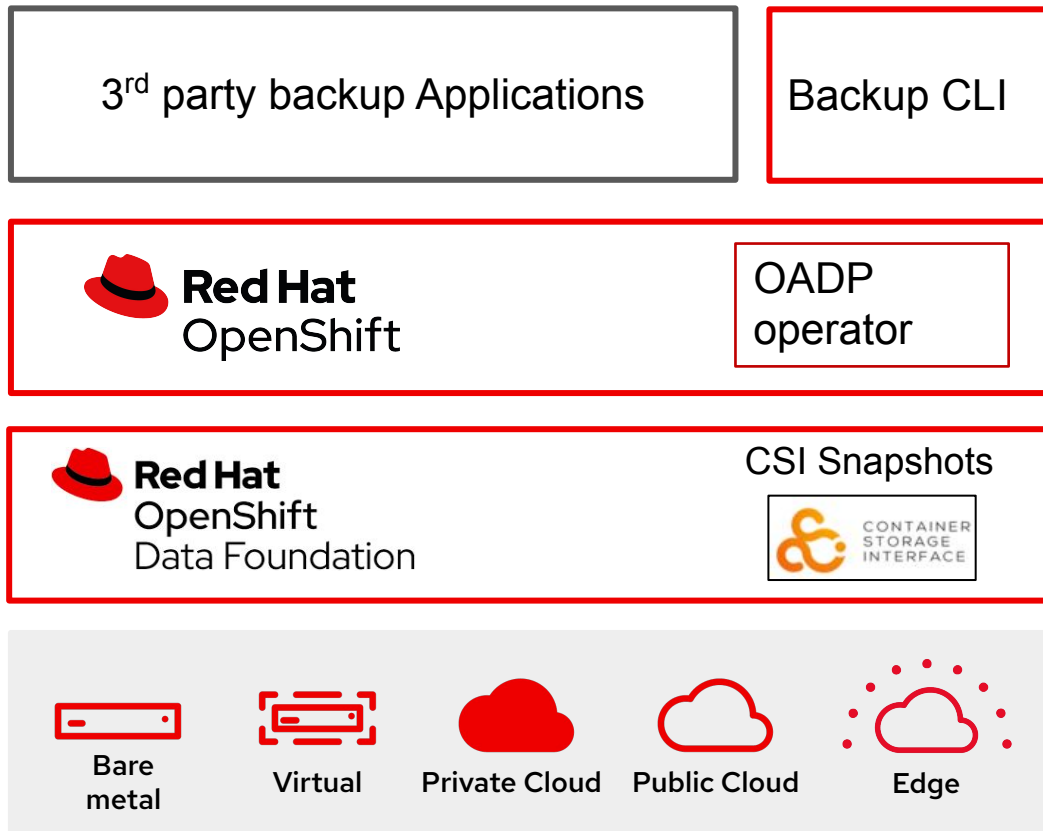 3rd party backup Applications
Backup CLI
Red Hat
OpenShift
OADP
operator
Red Hat
OpenShift
Data Foundation
CSI Snapshots
CONTAINER
STORAGE
INTERFACE
Bare
metal
Virtual
Private Cloud
Public Cloud
Edge